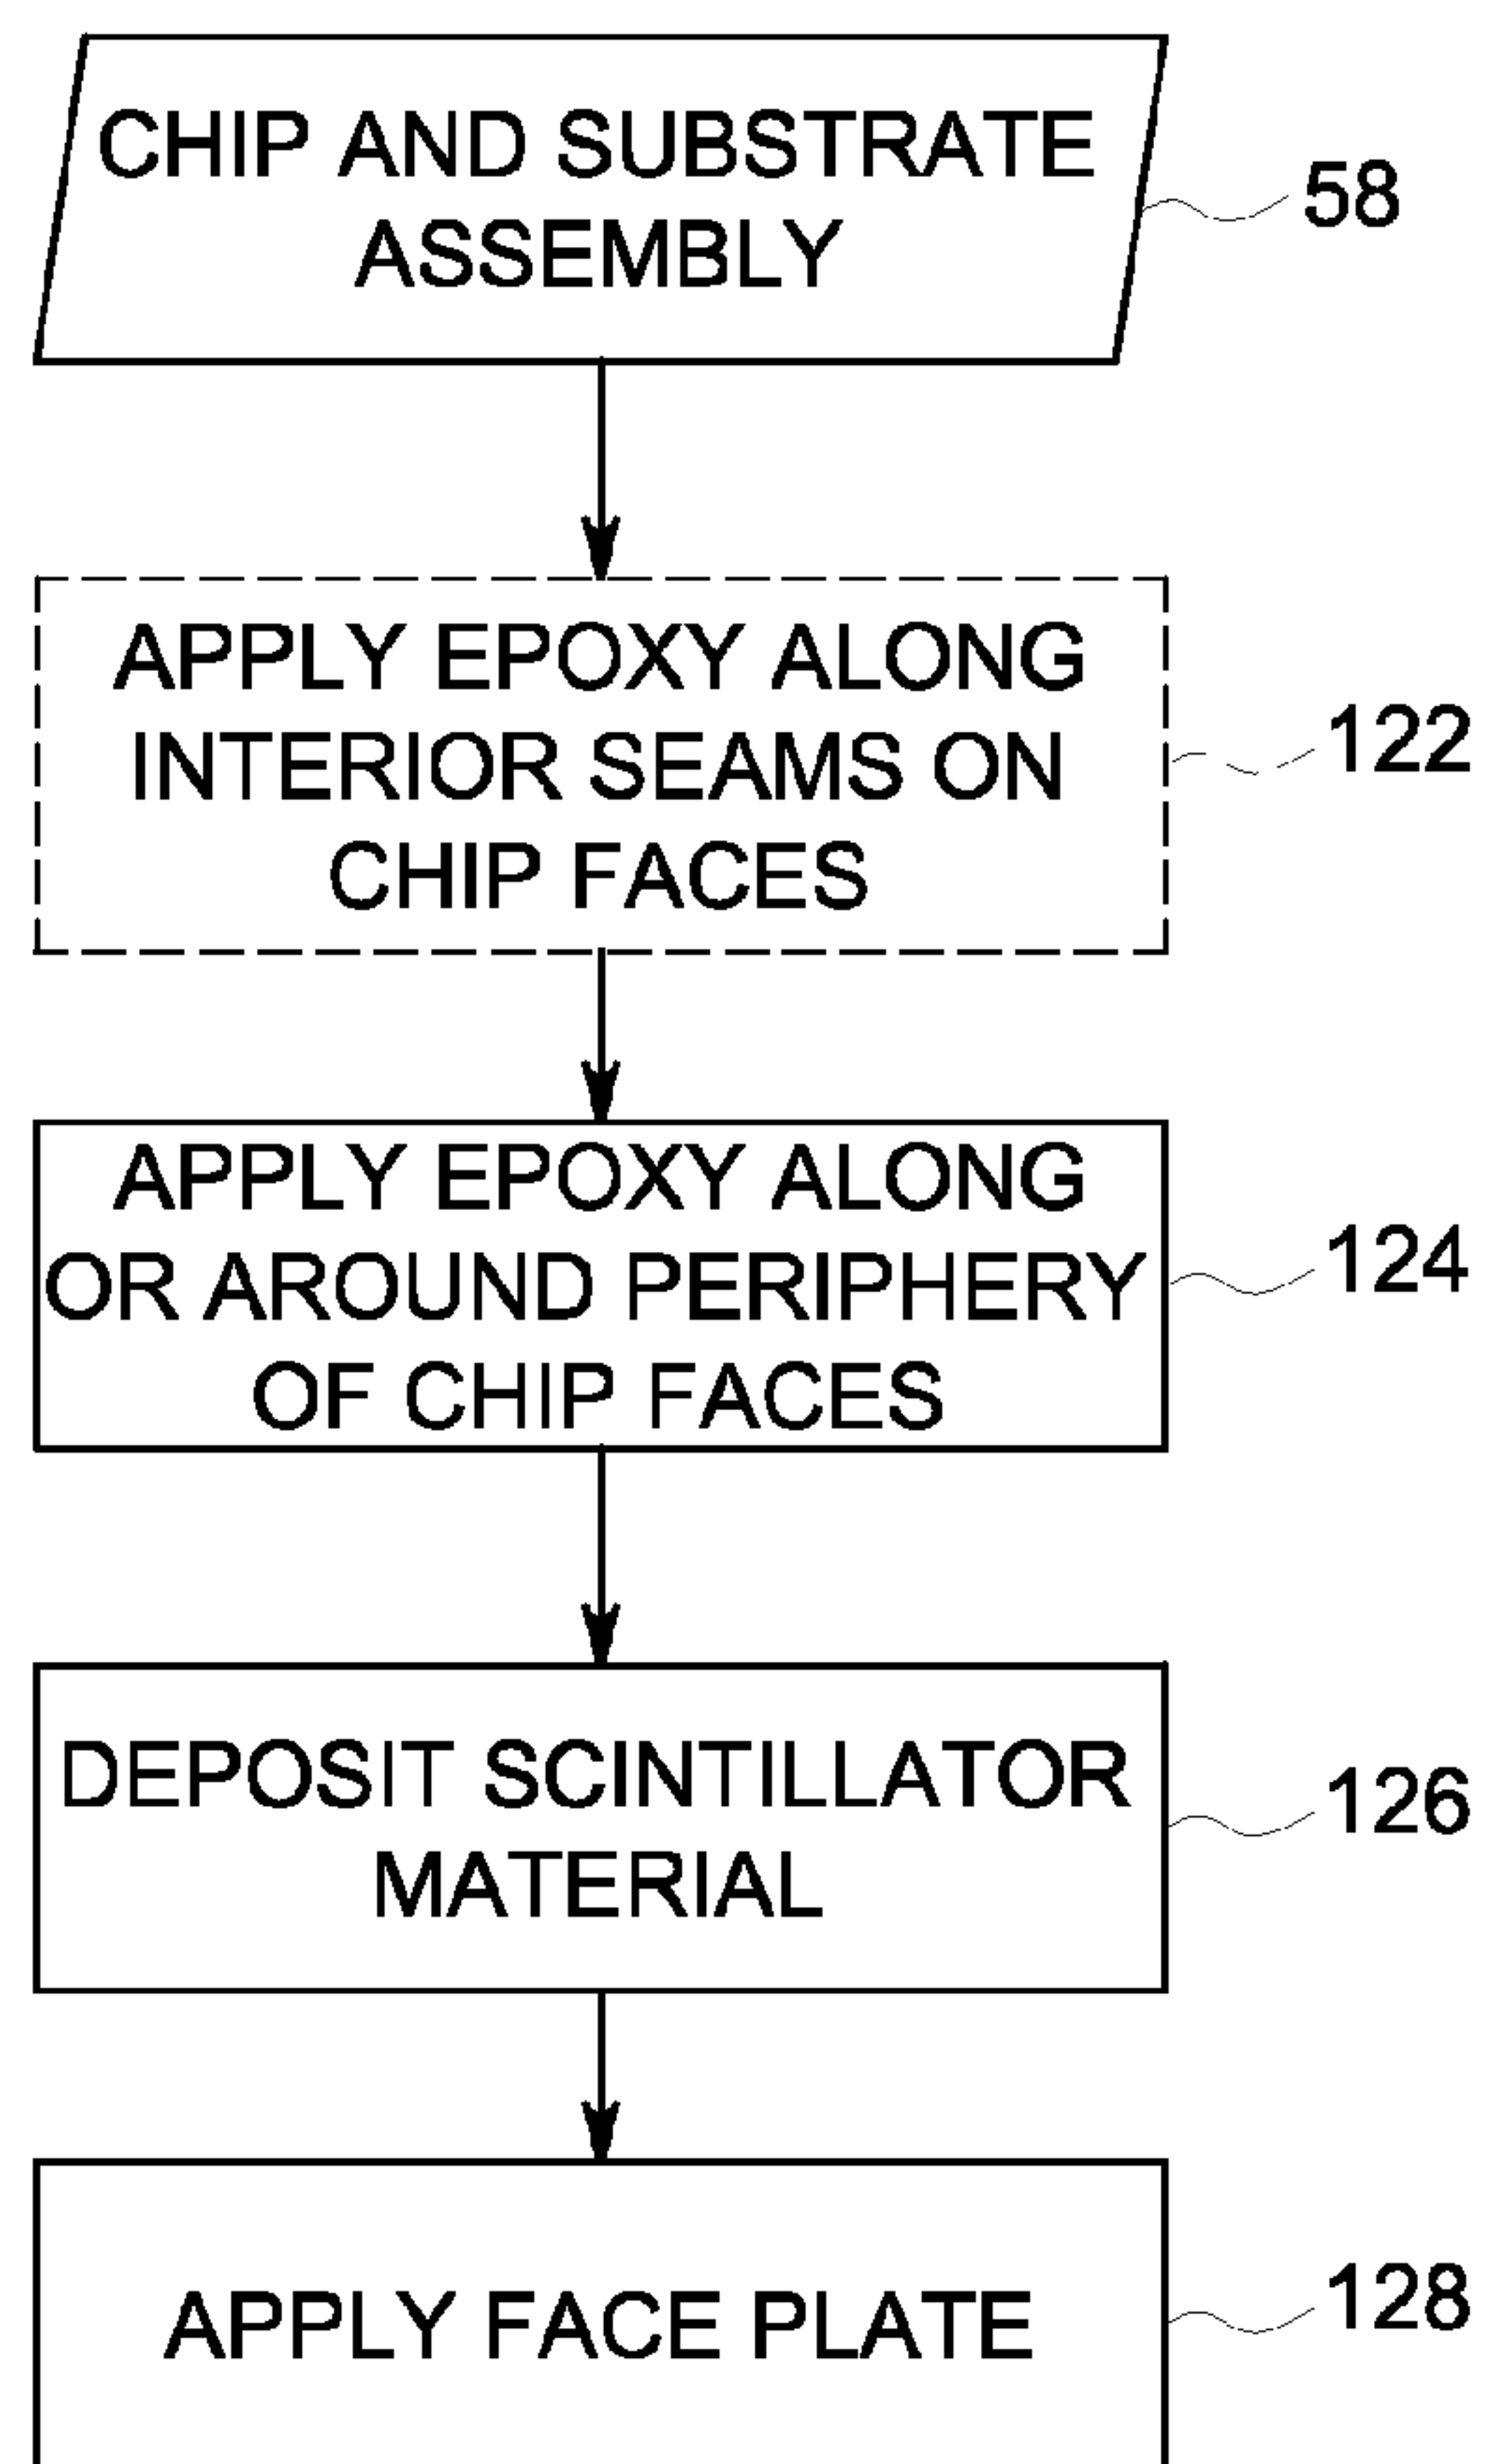 CHIP AND SUBSTRATE
ASSEMBLY
58
APPLY EPOXY ALONG
INTERIOR SEAMS ON
CHIP FACES
122
APPLY EPOXY ALONG
OR AROUND PERIPHERY
OF CHIP FACES
124
DEPOSIT SCINTILLATOR
MATERIAL
126
APPLY FACE PLATE
128